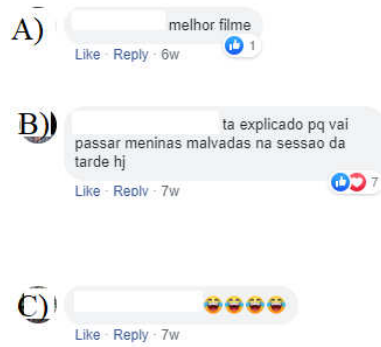 A) melhor filme
1
Like · Reply · 6w
B) ta explicado pq vai
passar meninas malvadas na sessao da
tarde hj
7
Like · Reply · 7w
C) 😂😂😂😂
Like · Reply · 7w